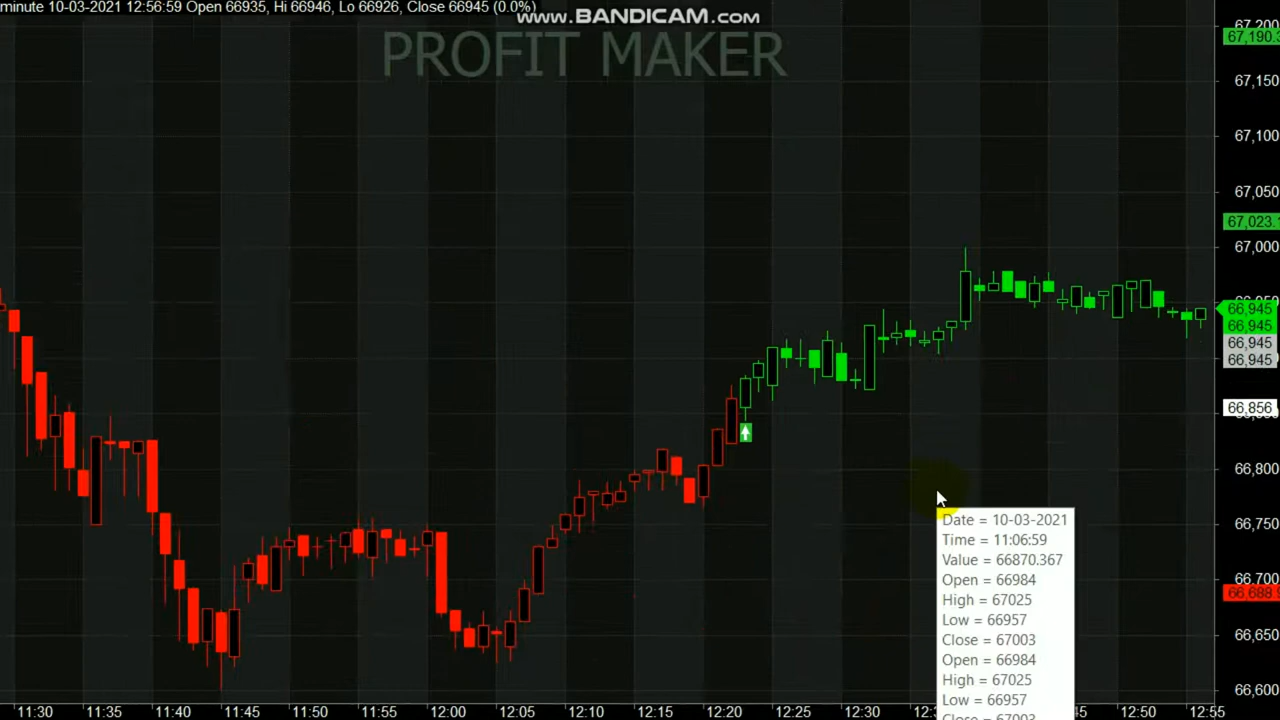 minute 10-03-2021 12:56:59 Open 66935, Hi 66946, Lo 66926, Close 66945 (0.0%)
www.BANDICAM.com
PROFIT MAKER
67,200
67,190.
67,150
67,100
67,050
67,023.
67,000
66,945
66,945
66,945
66,945
66,856
66,800
66,750
66,700
66,688.
66,650
66,600
Date = 10-03-2021
Time = 11:06:59
Value = 66870.367
Open = 66984
High = 67025
Low = 66957
Close = 67003
Open = 66984
High = 67025
Low = 66957
Close = 67003
11:30 11:35 11:40 11:45 11:50 11:55 12:00 12:05 12:10 12:15 12:20 12:25 12:30 12:50 12:55